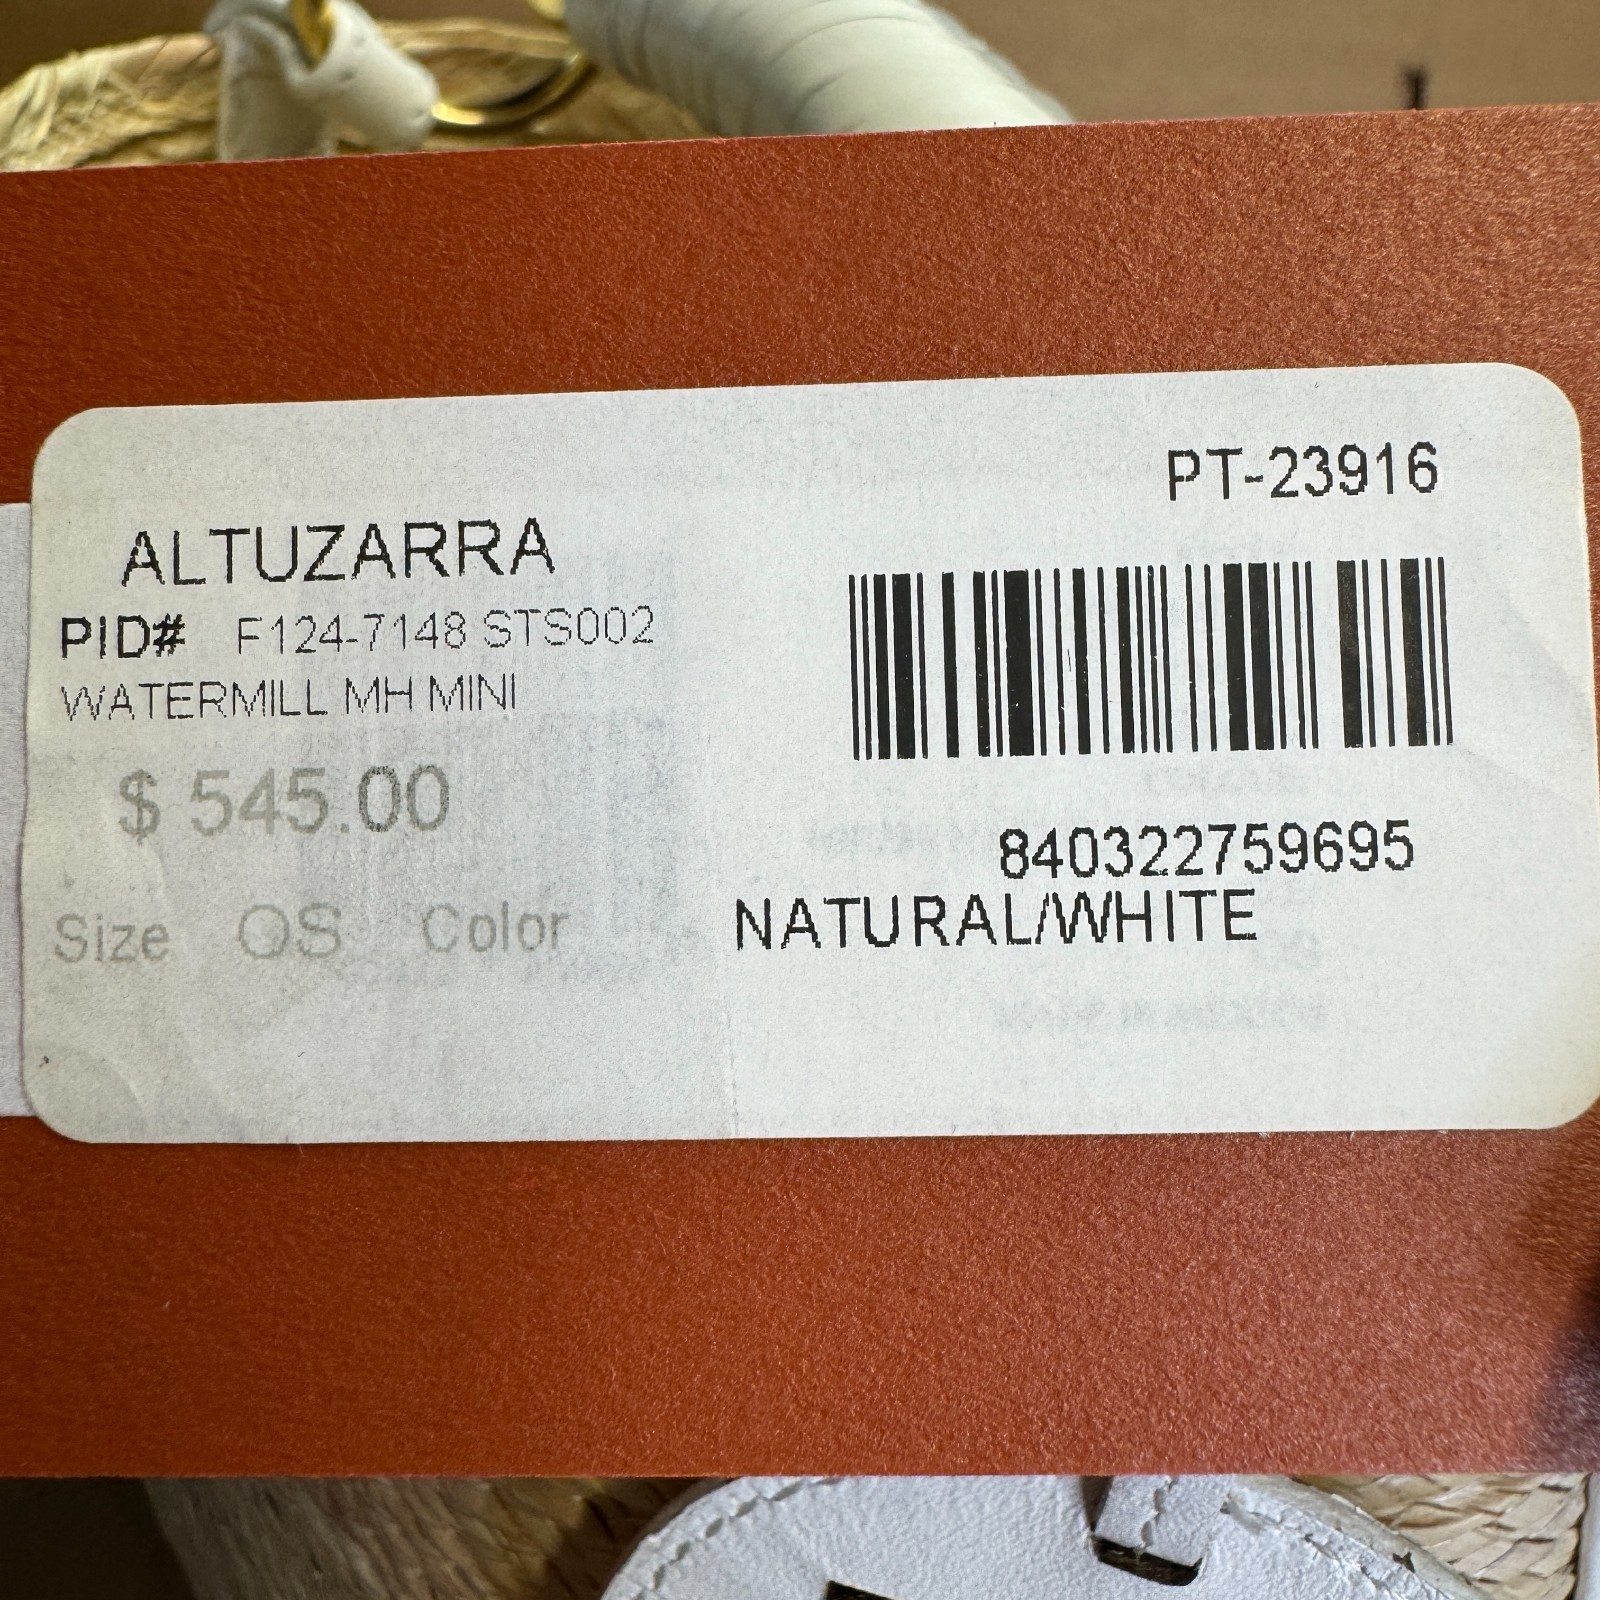 PT-23916
ALTUZARRA
PID# F124-7148 STS002
WATERMILL MH MINI
$ 545.00
840322759695
Size OS Color NATURAL/WHITE